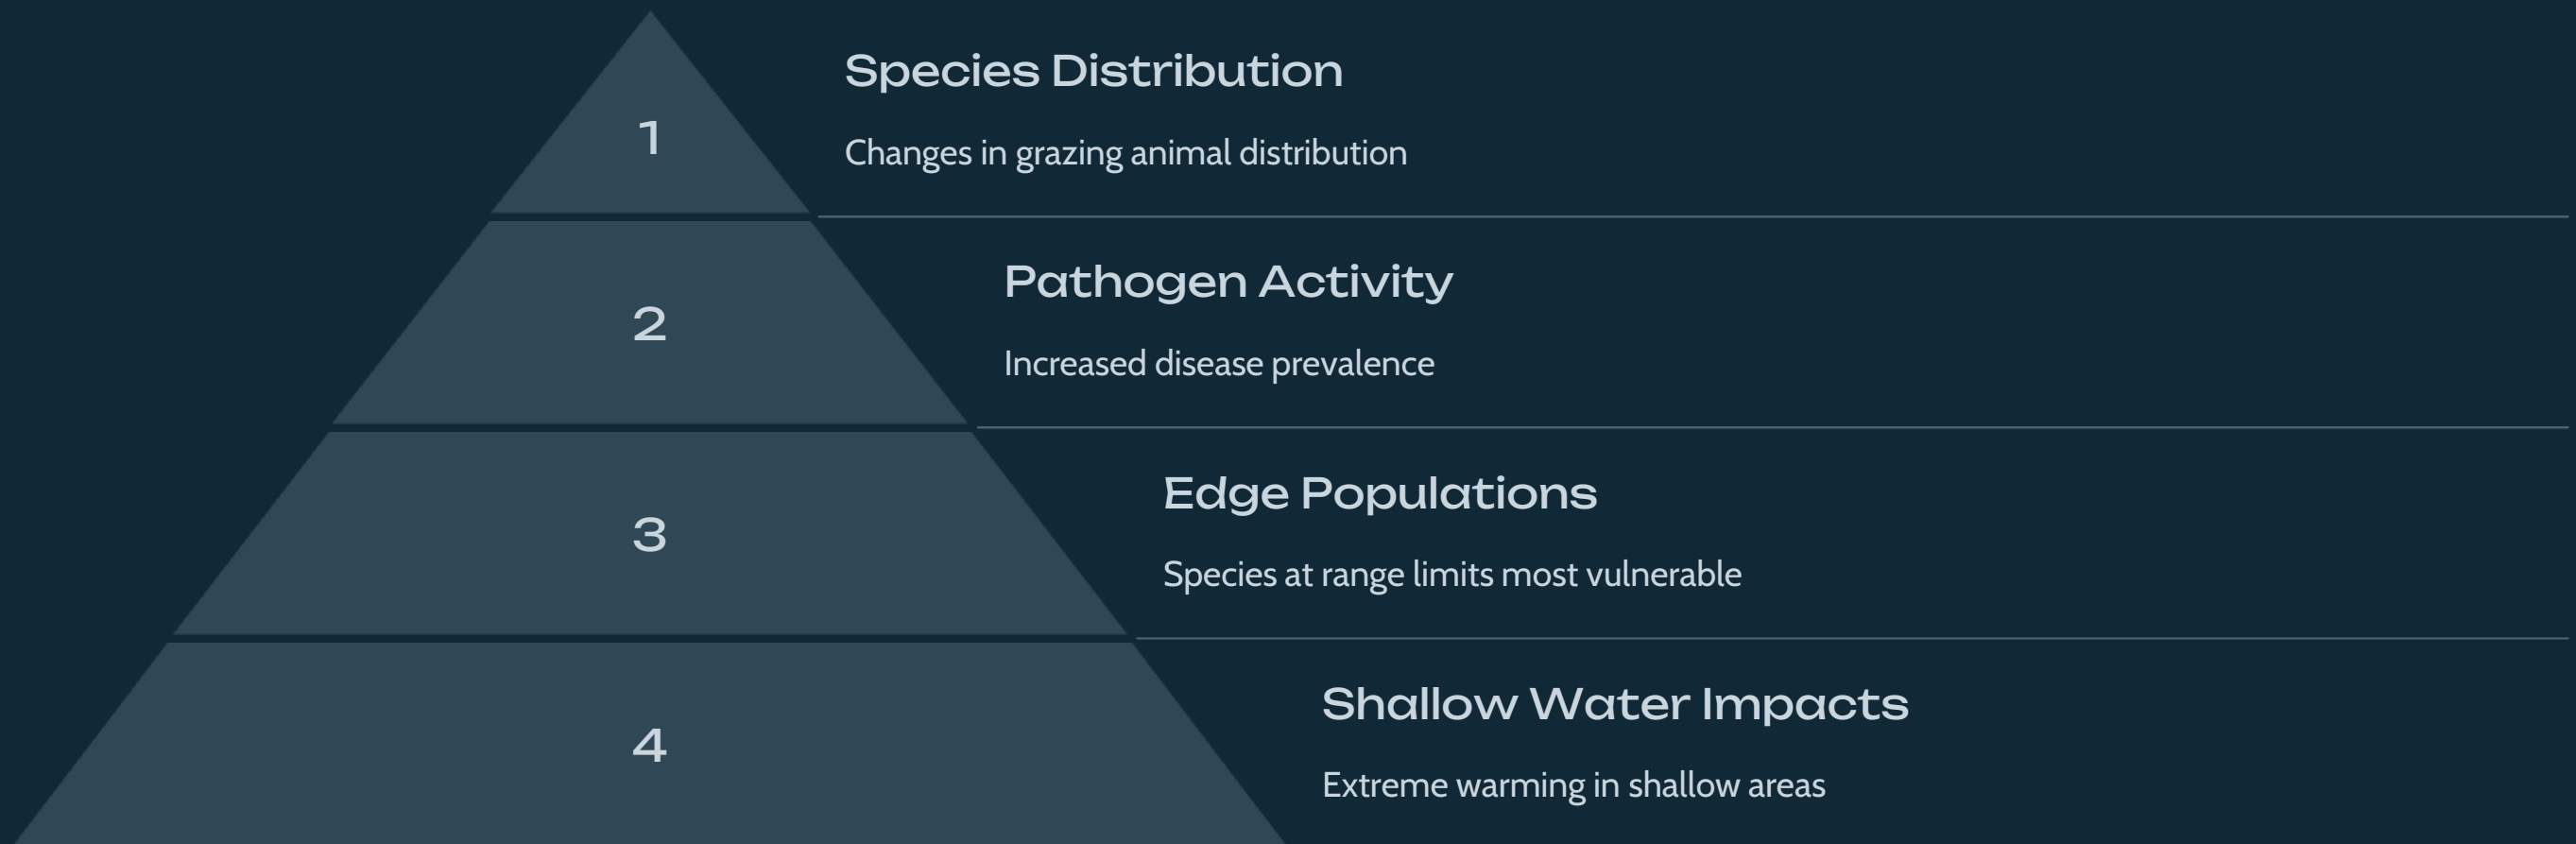 1
Species Distribution
Changes in grazing animal distribution
2
Pathogen Activity
Increased disease prevalence
3
Edge Populations
Species at range limits most vulnerable
4
Shallow Water Impacts
Extreme warming in shallow areas